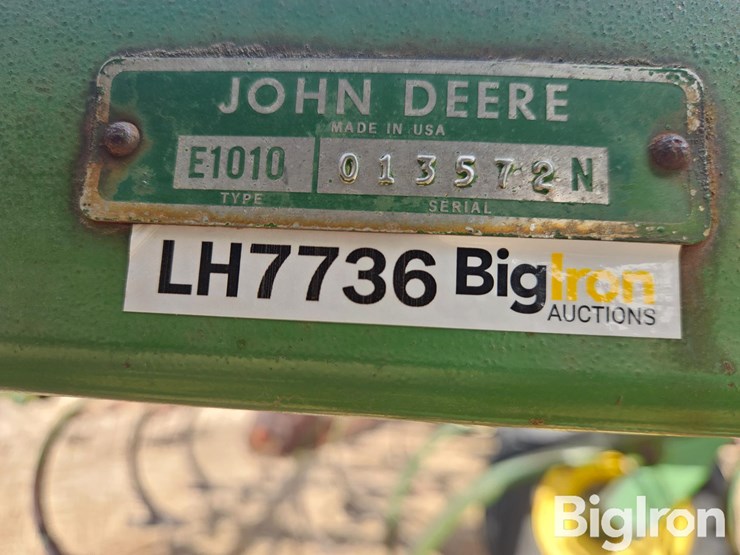 JOHN DEERE
MADE IN USA
E1010 013572N
TYPE SERIAL
LH7736 BigIron
AUCTIONS
BigIron